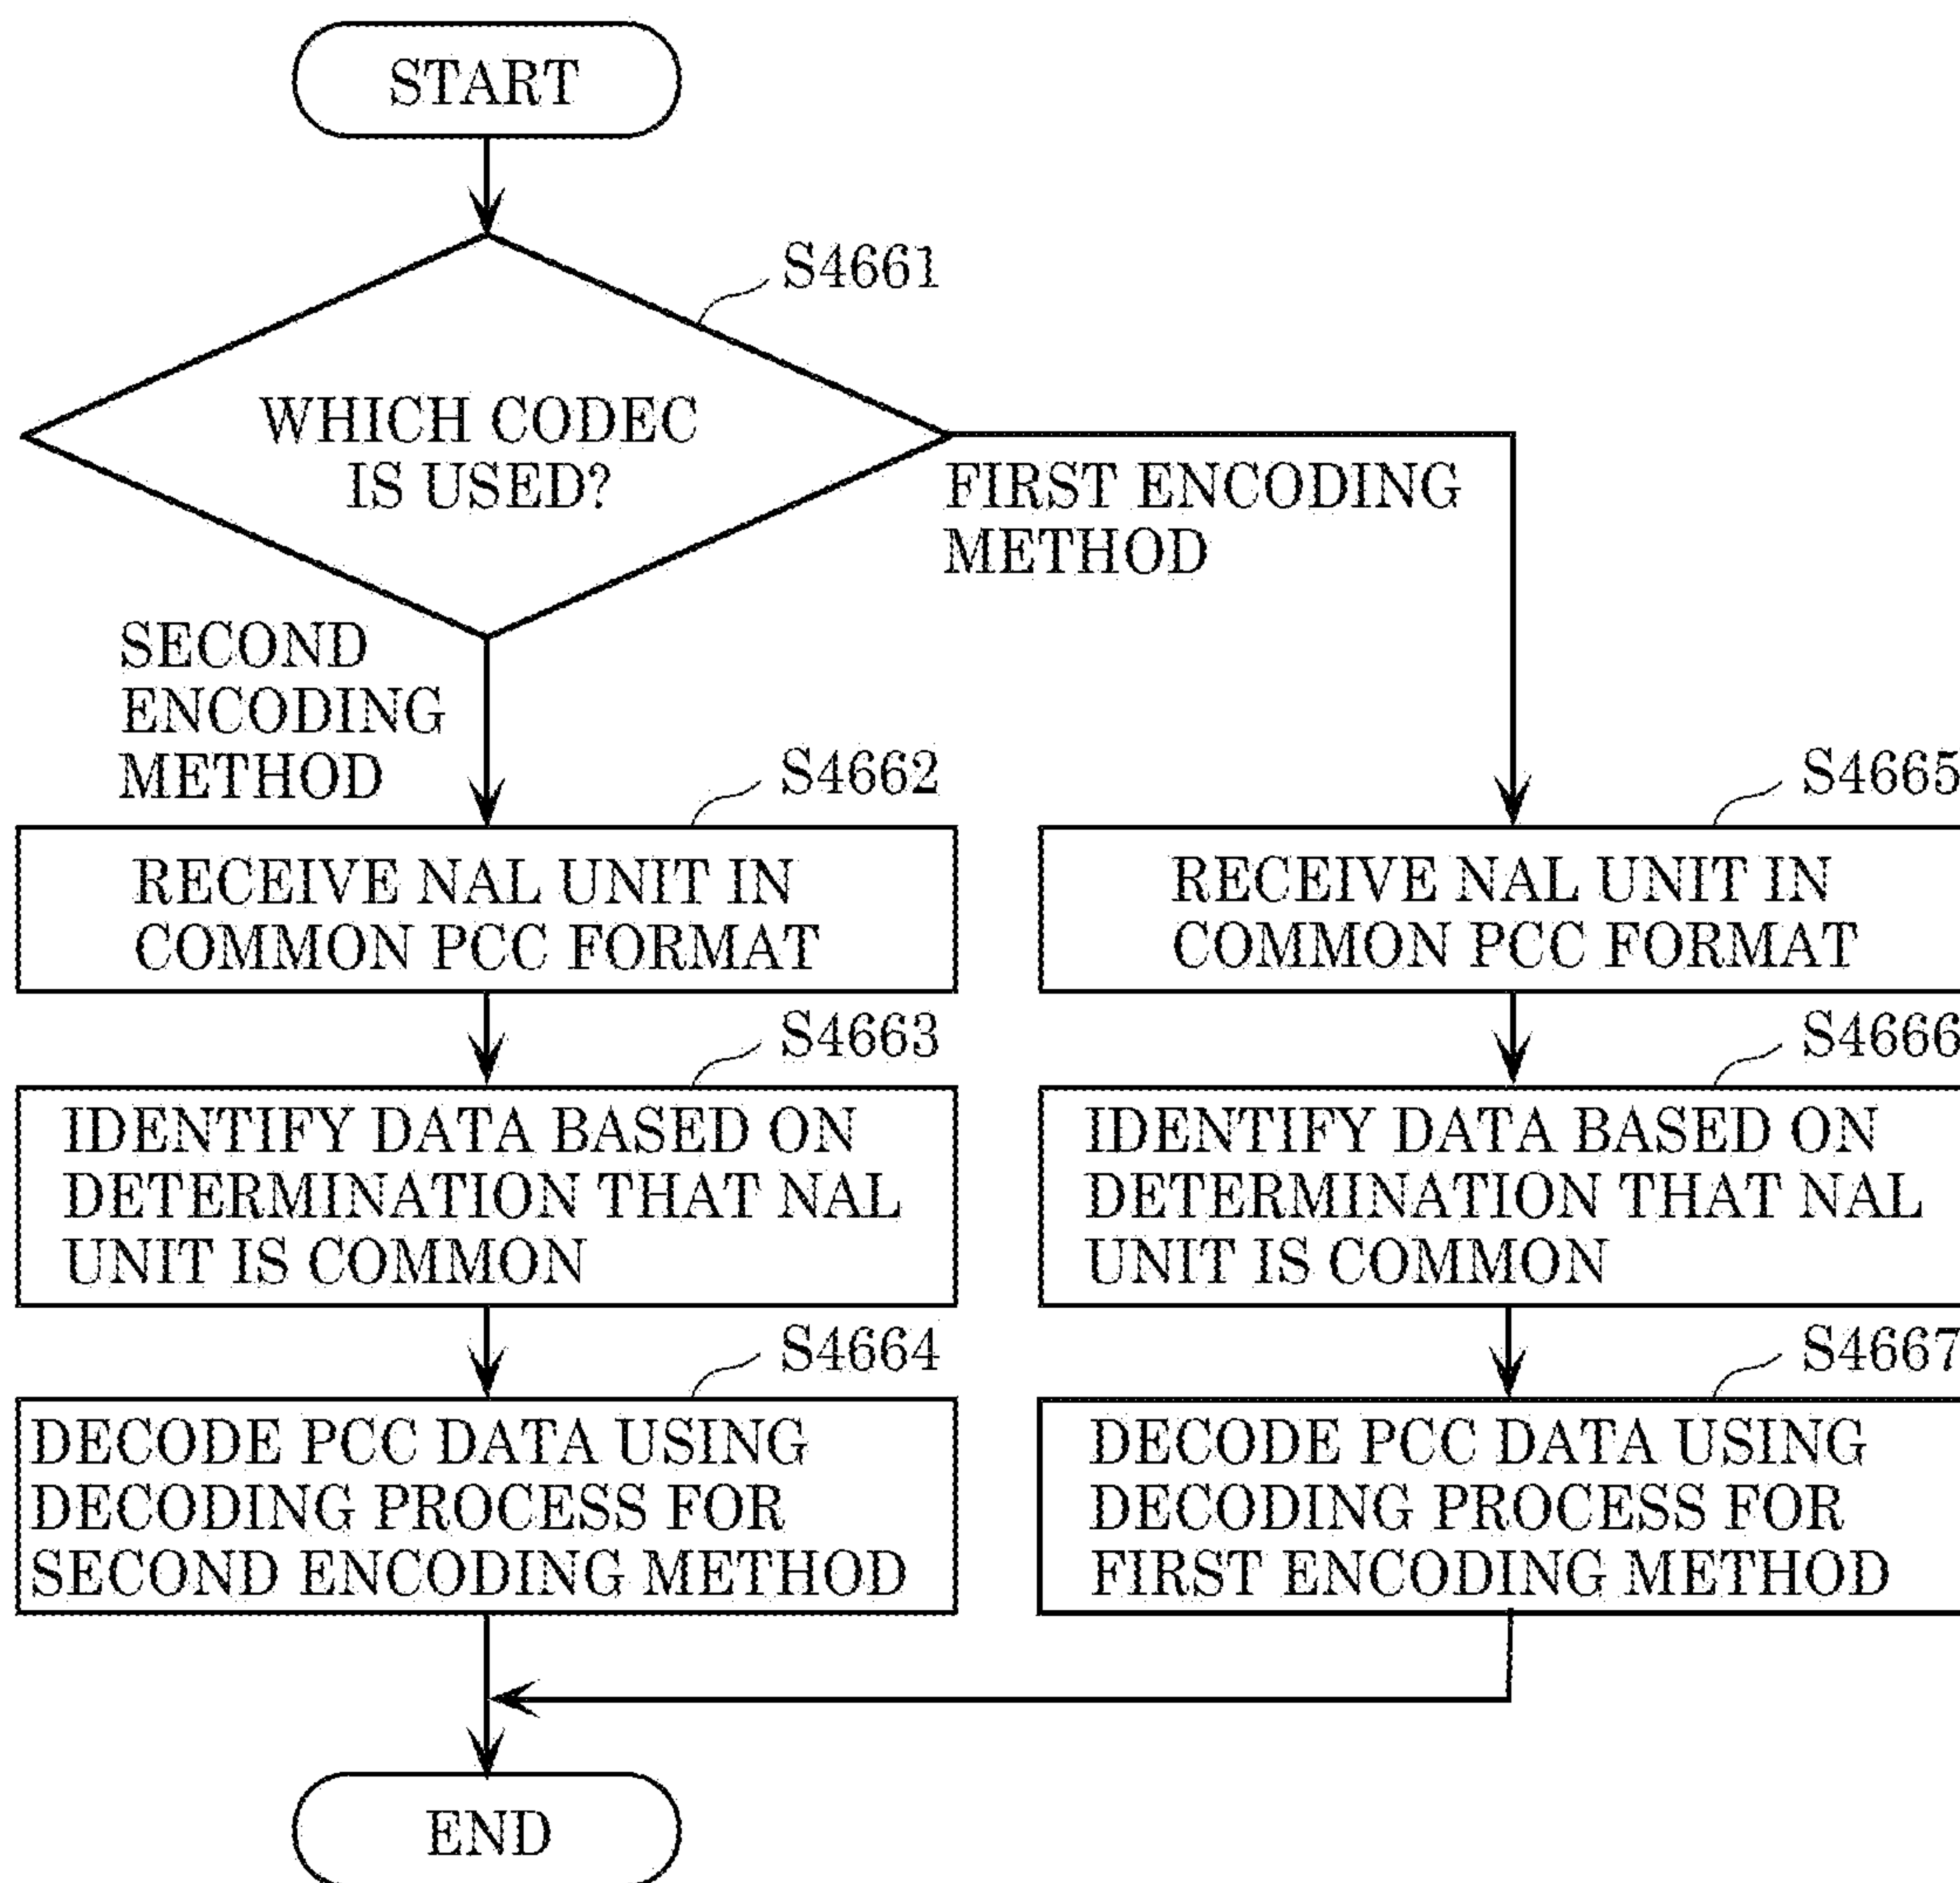 START
S4661
WHICH CODEC
IS USED?
FIRST ENCODING
METHOD
SECOND
ENCODING
METHOD
S4662
RECEIVE NAL UNIT IN
COMMON PCC FORMAT
S4663
IDENTIFY DATA BASED ON
DETERMINATION THAT NAL
UNIT IS COMMON
S4664
DECODE PCC DATA USING
DECODING PROCESS FOR
SECOND ENCODING METHOD
S4665
RECEIVE NAL UNIT IN
COMMON PCC FORMAT
S4666
IDENTIFY DATA BASED ON
DETERMINATION THAT NAL
UNIT IS COMMON
S4667
DECODE PCC DATA USING
DECODING PROCESS FOR
FIRST ENCODING METHOD
END